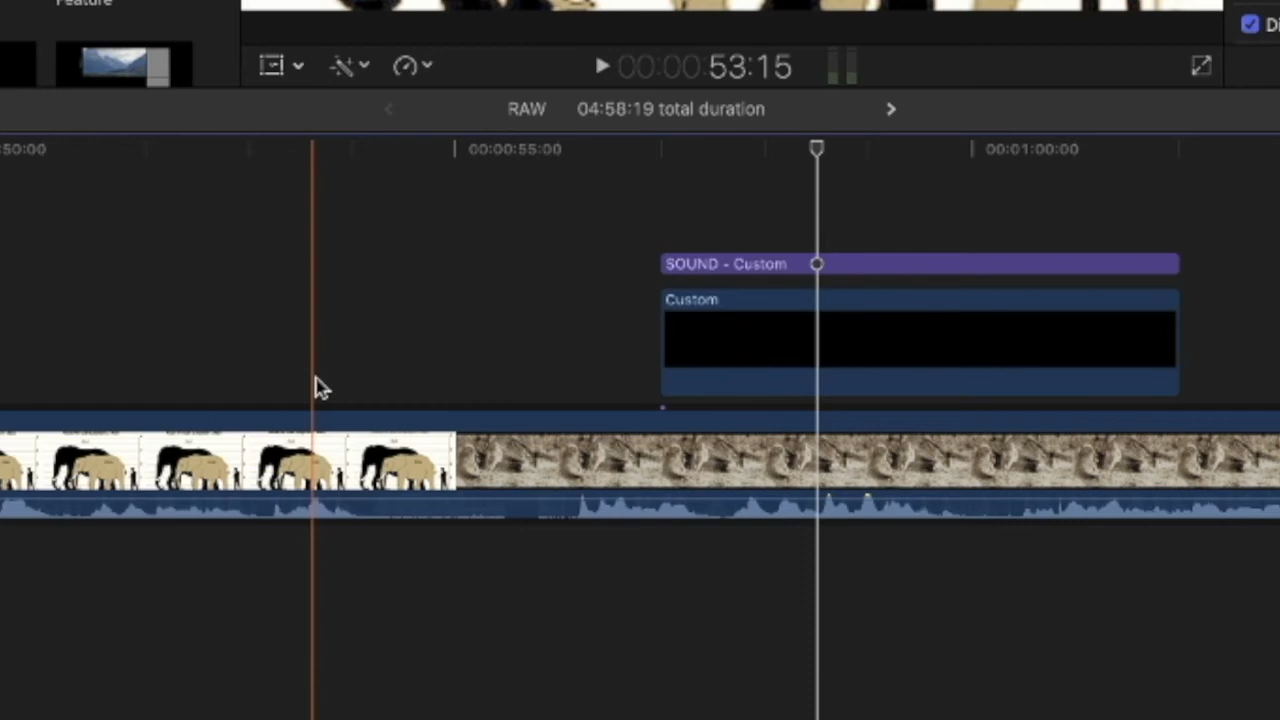 Feature
Di
00:00:53:15
RAW 04:58:19 total duration
:50:00 00:00:55:00 00:01:00:00
SOUND - Custom
Custom